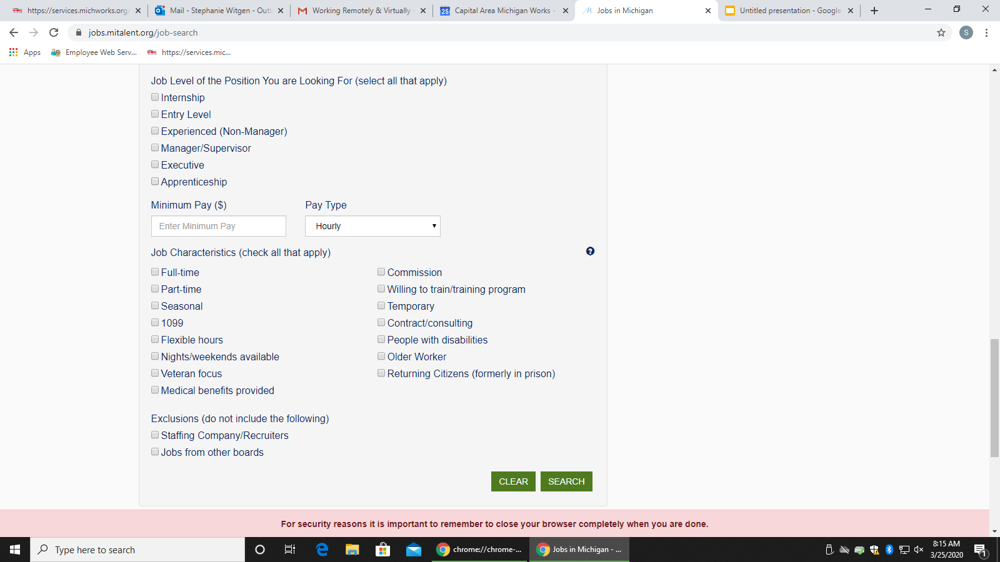 https://services.michworks.org/
Mail - Stephanie Witgen - Outl
Working Remotely & Virtually -
Capital Area Michigan Works -
Jobs in Michigan
Untitled presentation - Google
jobs.mitalent.org/job-search
S
Apps
Employee Web Serv...
https://services.mic...
Job Level of the Position You are Looking For (select all that apply)
Internship
Entry Level
Experienced (Non-Manager)
Manager/Supervisor
Executive
Apprenticeship
Minimum Pay ($) Pay Type
Enter Minimum Pay Hourly
Job Characteristics (check all that apply)
Full-time Commission
Part-time Willing to train/training program
Seasonal Temporary
1099 Contract/consulting
Flexible hours People with disabilities
Nights/weekends available Older Worker
Veteran focus Returning Citizens (formerly in prison)
Medical benefits provided
Exclusions (do not include the following)
Staffing Company/Recruiters
Jobs from other boards
CLEAR SEARCH
For security reasons it is important to remember to close your browser completely when you are done.
Type here to search
chrome://chrome-...
Jobs in Michigan - ...
8:15 AM
3/25/2020
1